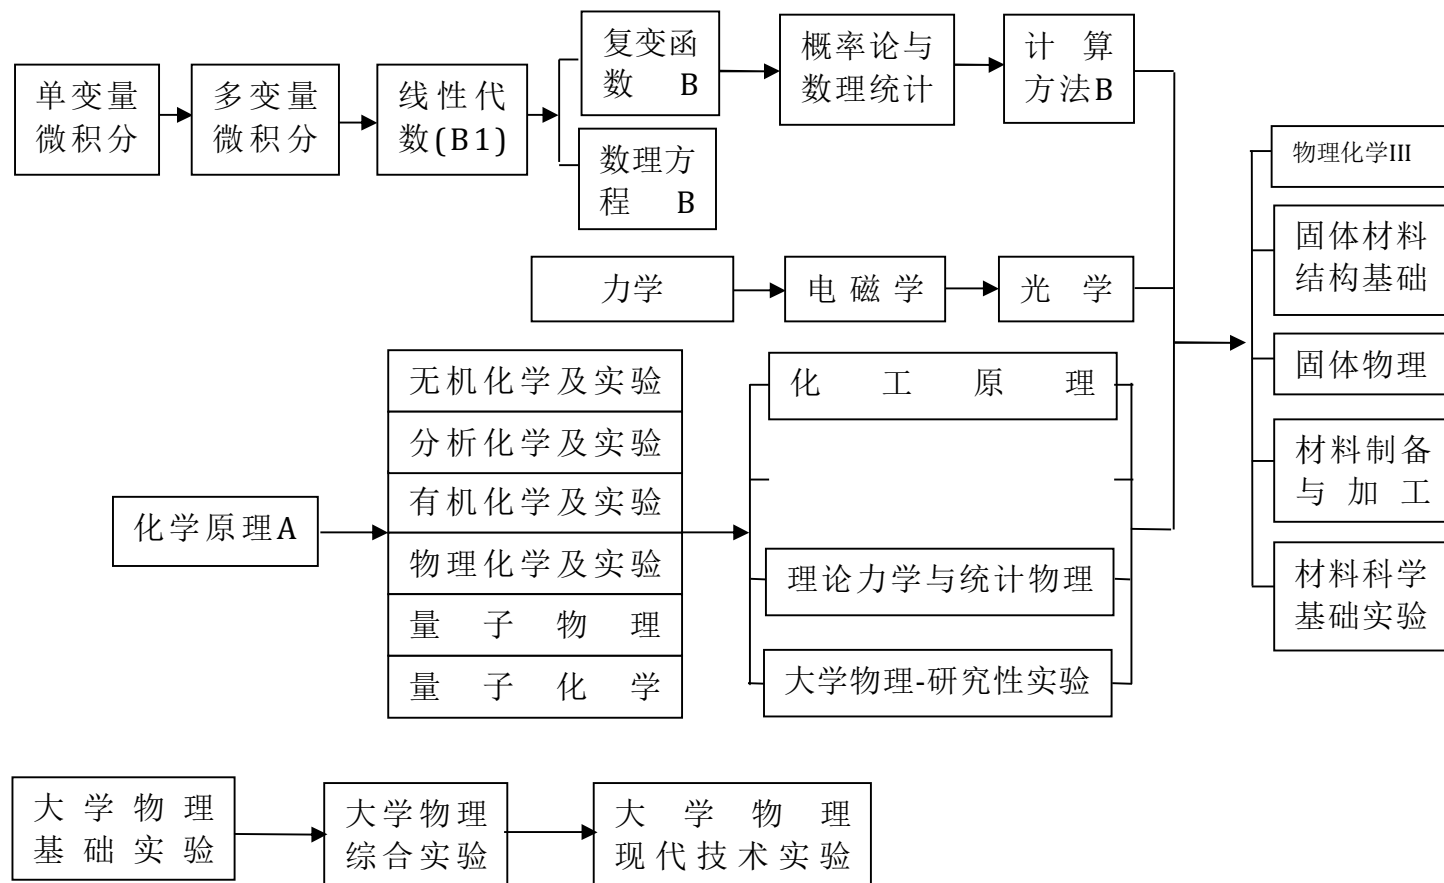 单变量
微积分
多变量
微积分
线性代
数(B1)
复变函
数 B
数理方
程 B
概率论与
数理统计
计算
方法B
力学
电磁学
光学
化学原理A
无机化学及实验
分析化学及实验
有机化学及实验
物理化学及实验
量子物理
量子化学
化工原理
理论力学与统计物理
大学物理-研究性实验
物理化学III
固体材料
结构基础
固体物理
材料制备
与加工
材料科学
基础实验
大学物理
基础实验
大学物理
综合实验
大学物理
现代技术实验